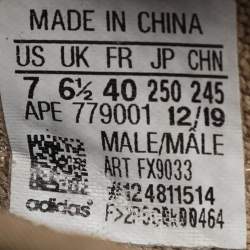 MADE IN CHINA
US UK FR JP CHN
7 6½ 40 250 245
APE 779001 12/19
MALE/MÂLE
ART FX9033
#124811514
adidas